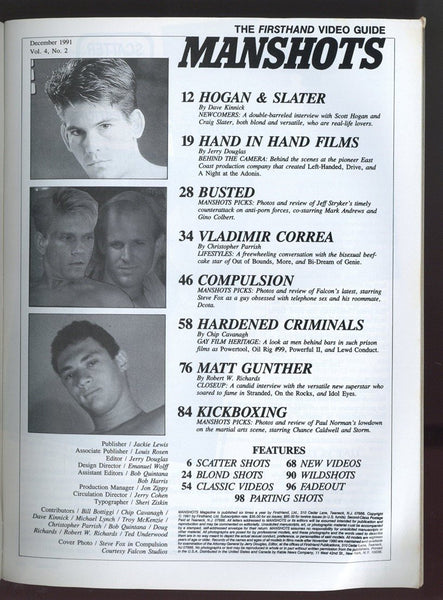 THE FIRSTHAND VIDEO GUIDE
MANSHOTS
December 1991
Vol. 4, No. 2
12 HOGAN & SLATER
By Dave Kinnick
NEWCOMERS: A double-barreled interview with Scott Hogan and
Craig Slater, both blond and versatile, who are real-life lovers.
19 HAND IN HAND FILMS
By Jerry Douglas
BEHIND THE CAMERA: Behind the scenes at the pioneer East
Coast production company that created Left-Handed, Drive, and
A Night at the Adonis.
28 BUSTED
MANSHOTS PICKS: Photos and review of Jeff Stryker's timely
counterattack on anti-porn forces, co-starring Mark Andrews and
Gino Colbert.
34 VLADIMIR CORREA
By Christopher Parrish
LIFESTYLES: A freewheeling conversation with the bisexual beef-
cake star of Out of Bounds, More, and Bi-Dream of Genie.
46 COMPULSION
MANSHOTS PICKS: Photos and review of Falcon's latest, starring
Steve Fox as a guy obsessed with telephone sex and his roommate,
Dcota.
58 HARDENED CRIMINALS
By Chip Cavanagh
GAY FILM HERITAGE: A look at men behind bars in such prison
films as Powertool, Oil Rig #99, Powerful II, and Lewd Conduct.
76 MATT GUNTHER
By Robert W. Richards
CLOSEUP: A candid interview with the versatile new superstar who
soared to fame in Stranded, On the Rocks, and Idol Eyes.
84 KICKBOXING
MANSHOTS PICKS: Photos and review of Paul Norman's lowdown
on the martial arts scene, starring Chance Caldwell and Storm.
FEATURES
6 SCATTER SHOTS 68 NEW VIDEOS
24 BLOND SHOTS 90 WILDSHOTS
54 CLASSIC VIDEOS 96 FADEOUT
98 PARTING SHOTS
Publisher / Jackie Lewis
Associate Publisher / Louis Rosen
Editor / Jerry Douglas
Design Director / Emanuel Wolff
Assistant Editors / Bob Quintana
Bob Harris
Production Manager / Jon Zippy
Circulation Director / Jerry Cohen
Typographer / Sheri Ziskin
Contributors / Bill Bottiggi / Chip Cavanagh /
Dave Kinnick / Michael Lynch / Troy McKenzie /
Christopher Parrish / Bob Quintana / Doug
Richards / Robert W. Richards / Ted Underwood
Cover Photo / Steve Fox in Compulsion
Courtesy Falcon Studios